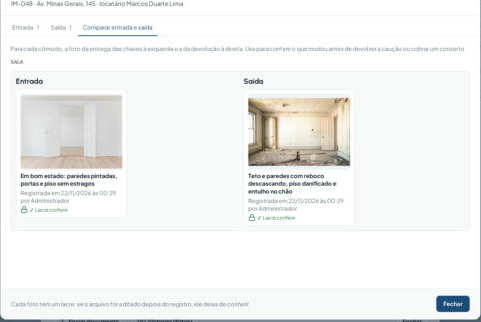 IM-048 · Av. Minas Gerais, 145 · locatário Marcos Duarte Lima
Entrada 1 Saída 1 Comparar entrada e saída
Para cada cômodo, a foto da entrega das chaves à esquerda e a da devolução à direita. Use para conferir o que mudou antes de devolver a caução ou cobrar um conserto.
SALA
Entrada
Em bom estado: paredes pintadas,
portas e piso sem estragos
Registrada em 22/11/2026 às 00:29
por Administrador
✓ Lacre confere
Saída
Teto e paredes com reboco
descascando, piso danificado e
entulho no chão
Registrada em 22/11/2026 às 00:29
por Administrador
✓ Lacre confere
Cada foto tem um lacre: se o arquivo for editado depois do registro, ele deixa de conferir.
Fechar